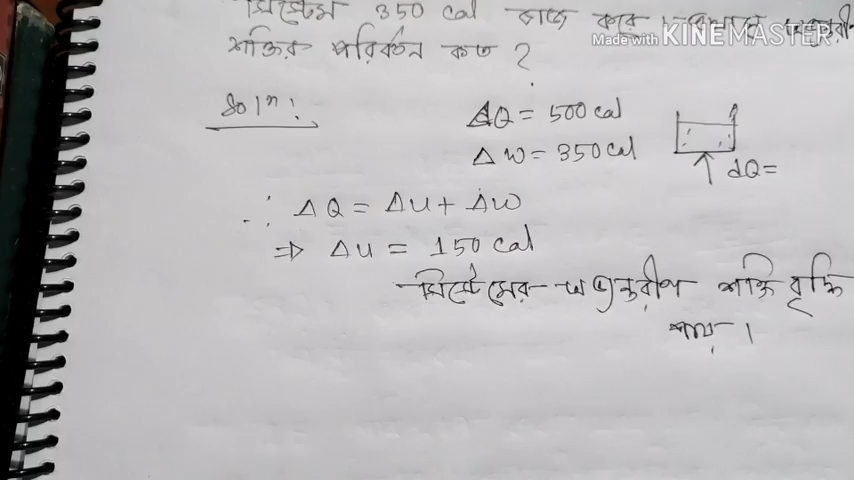 সিস্টেম 350 cal কাজ করে
Made with KINEMASTER
শক্তির পরিবর্তন কত ?
Solⁿ:
ΔQ = 500 cal
ΔW = 350 cal
dQ=
∴ ΔQ = ΔU + ΔW
⇒ ΔU = 150 cal
সিস্টেমের অভ্যন্তরীণ শক্তি বৃদ্ধি
পায় ।